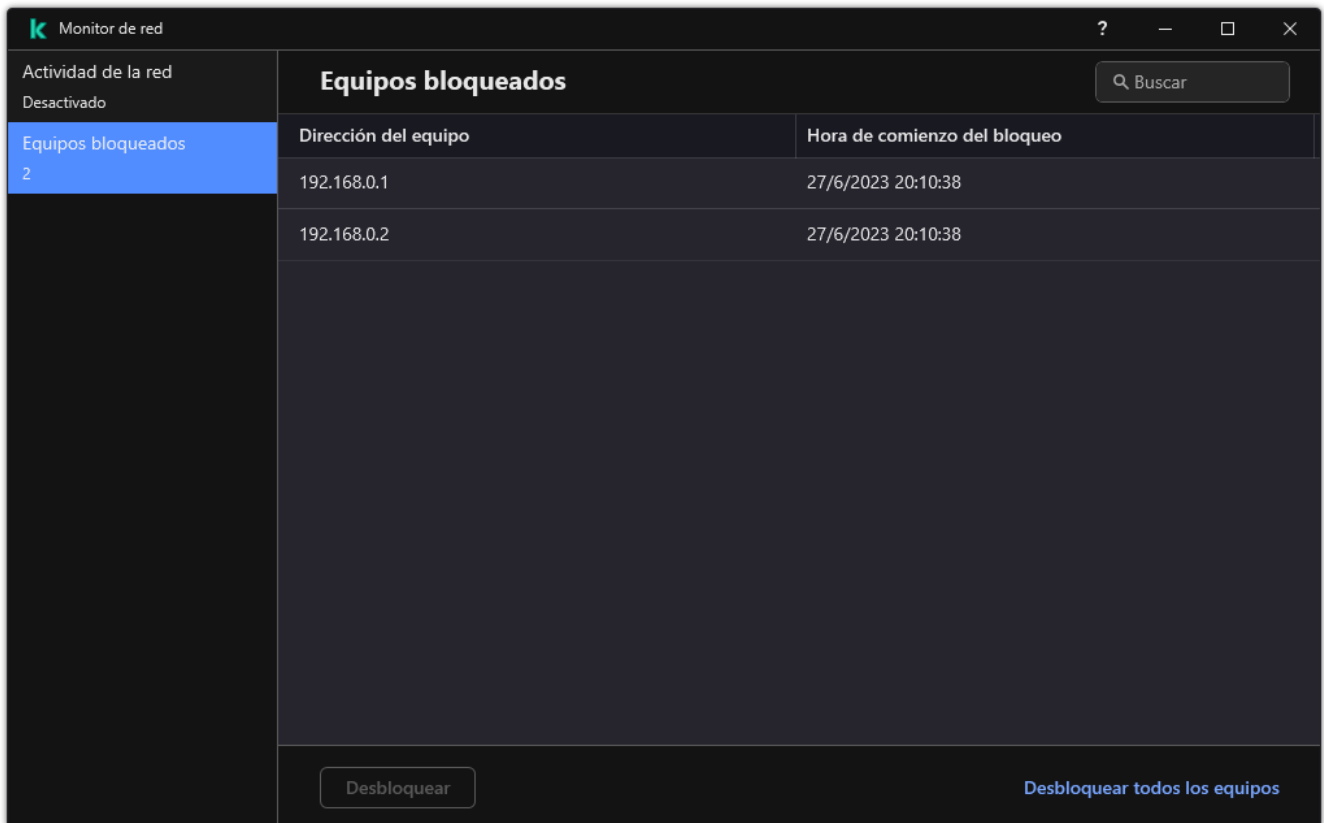 Monitor de red
?
Actividad de la red
Desactivado
Equipos bloqueados
2
Equipos bloqueados
Buscar
Dirección del equipo Hora de comienzo del bloqueo
192.168.0.1 27/6/2023 20:10:38
192.168.0.2 27/6/2023 20:10:38
Desbloquear Desbloquear todos los equipos